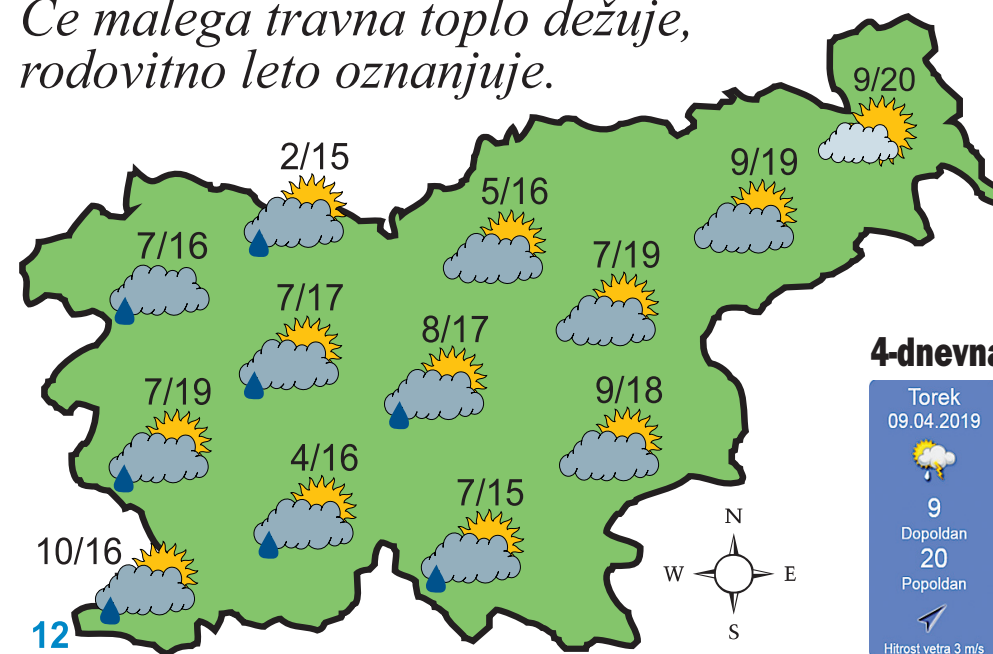 Če malega travna toplo dežuje,
rodovitno leto oznanjuje.
9/20
2/15
9/19
5/16
7/16
7/19
7/17
8/17
7/19
9/18
4/16
7/15
10/16
N
W E
S
12
4-dnevna
Torek
09.04.2019
9
Dopoldan
20
Popoldan
Hitrost vetra 3 m/s